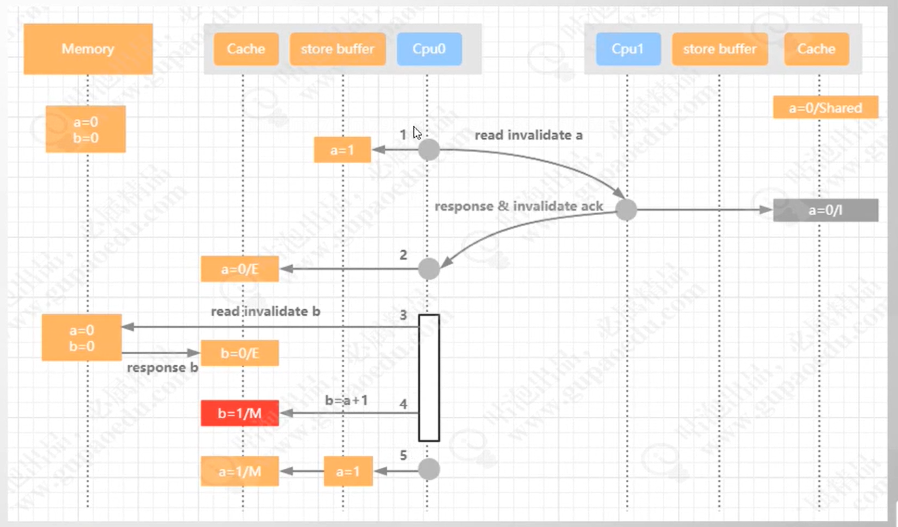 Memory
Cache
store buffer
Cpu0
Cpu1
store buffer
Cache
a=0/Shared
a=0
b=0
1
read invalidate a
a=1
response & invalidate ack
a=0/I
2
a=0/E
read invalidate b
3
a=0
b=0
response b
b=0/E
b=a+1
4
b=1/M
5
a=1
a=1/M